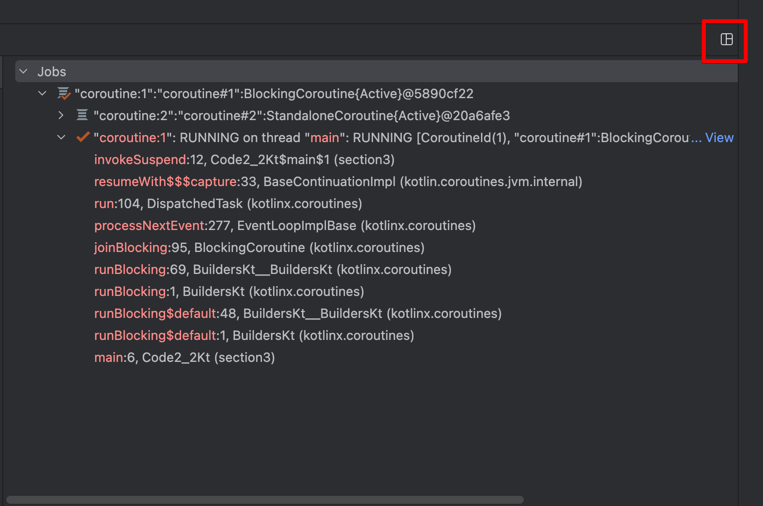 Jobs
"coroutine:1":"coroutine#1":BlockingCoroutine{Active}@5890cf22
"coroutine:2":"coroutine#2":StandaloneCoroutine{Active}@20a6afe3
"coroutine:1": RUNNING on thread "main": RUNNING [CoroutineId(1), "coroutine#1":BlockingCorou... View
invokeSuspend:12, Code2_2Kt$main$1 (section3)
resumeWith$$$capture:33, BaseContinuationImpl (kotlin.coroutines.jvm.internal)
run:104, DispatchedTask (kotlinx.coroutines)
processNextEvent:277, EventLoopImplBase (kotlinx.coroutines)
joinBlocking:95, BlockingCoroutine (kotlinx.coroutines)
runBlocking:69, BuildersKt__BuildersKt (kotlinx.coroutines)
runBlocking:1, BuildersKt (kotlinx.coroutines)
runBlocking$default:48, BuildersKt__BuildersKt (kotlinx.coroutines)
runBlocking$default:1, BuildersKt (kotlinx.coroutines)
main:6, Code2_2Kt (section3)